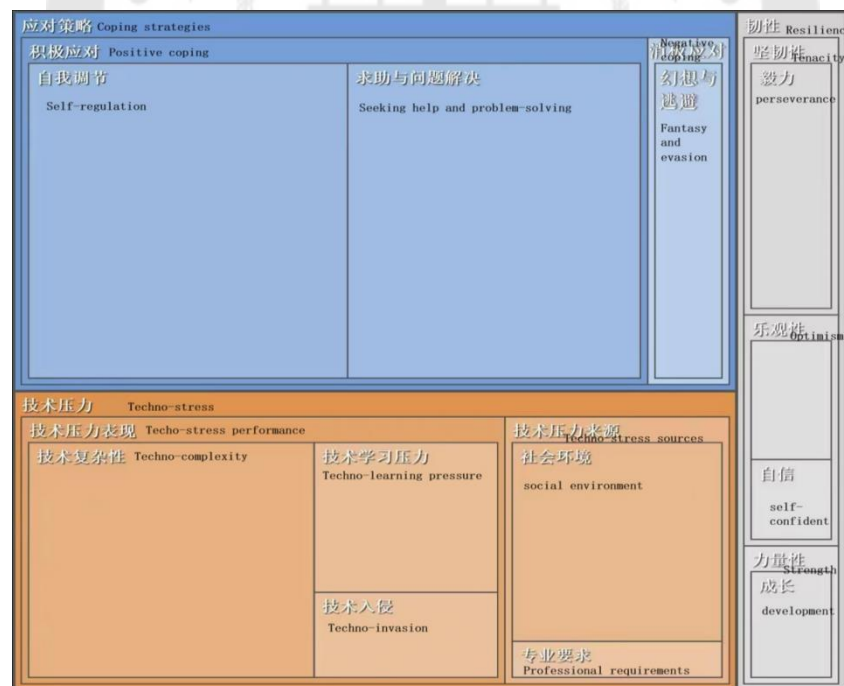 应对策略 Coping strategies
积极应对 Positive coping
自我调节
Self-regulation
求助与问题解决
Seeking help and problem-solving
消极应对
Negative
coping
幻想与
逃避
Fantasy
and
evasion
技术压力 Techno-stress
技术压力表现 Techo-stress performance
技术复杂性 Techno-complexity
技术学习压力
Techno-learning pressure
技术入侵
Techno-invasion
技术压力来源
Techno-stress sources
社会环境
social environment
专业要求
Professional requirements
韧性 Resilienc
坚韧性
Tenacity
毅力
perseverance
乐观性
Optimism
自信
self-
confident
力量性
Strength
成长
development